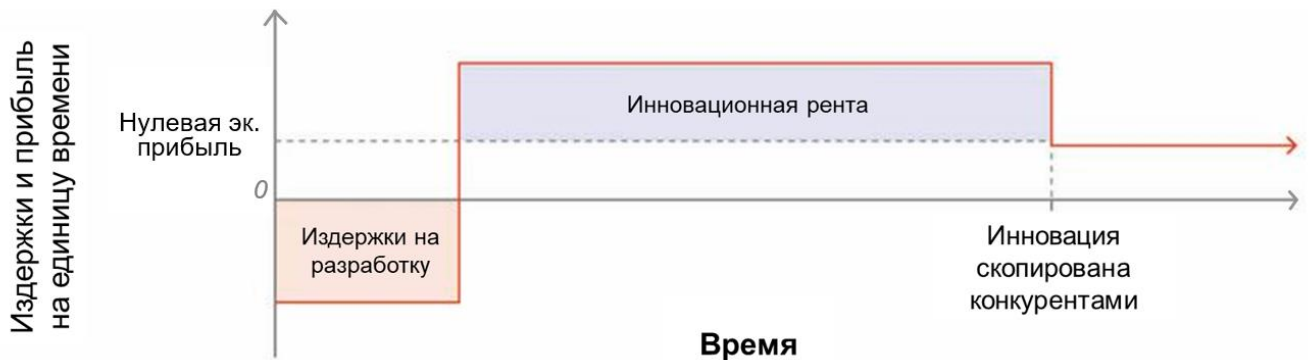 Издержки и прибыль
на единицу времени
Нулевая эк.
прибыль
0
Инновационная рента
Издержки на
разработку
Инновация
скопирована
конкурентами
Время